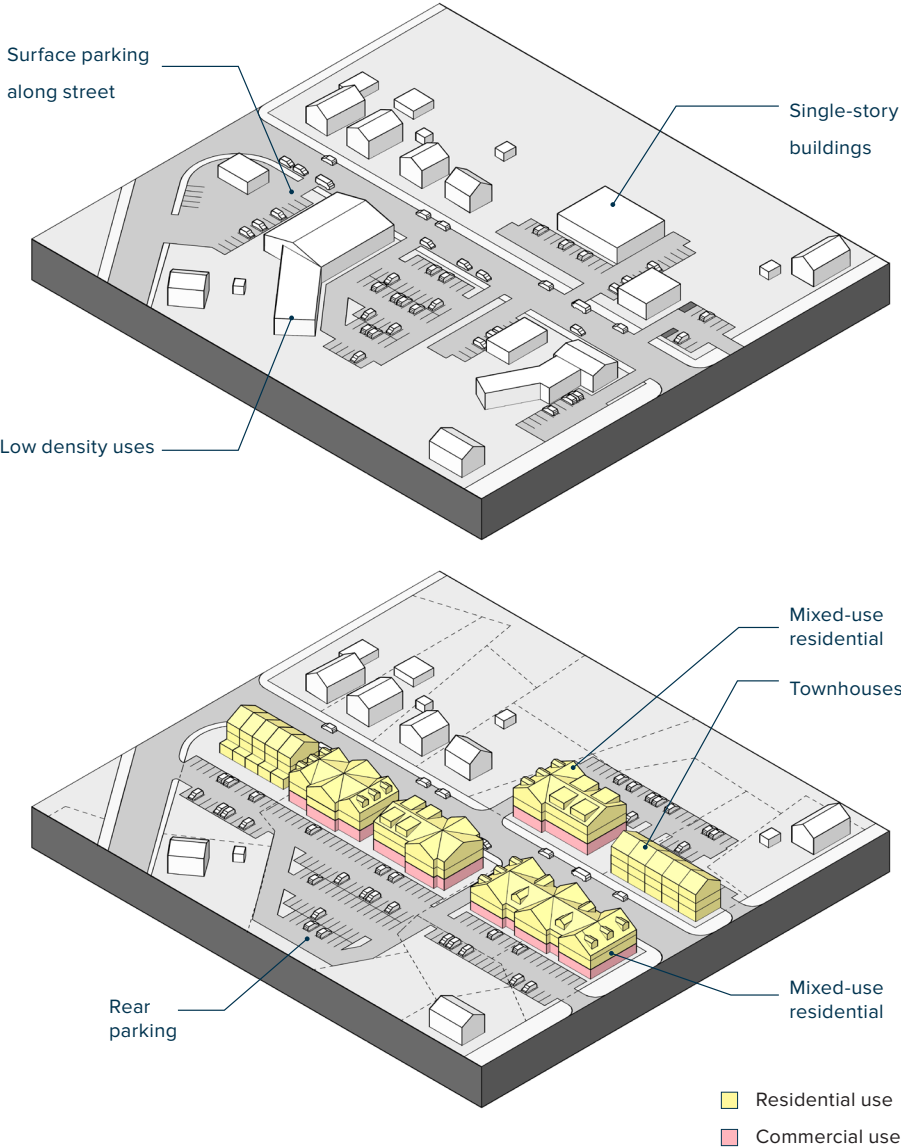 Surface parking
along street
Single-story
buildings
Low density uses
Mixed-use
residential
Townhouses
Rear
parking
Mixed-use
residential
Residential use
Commercial use